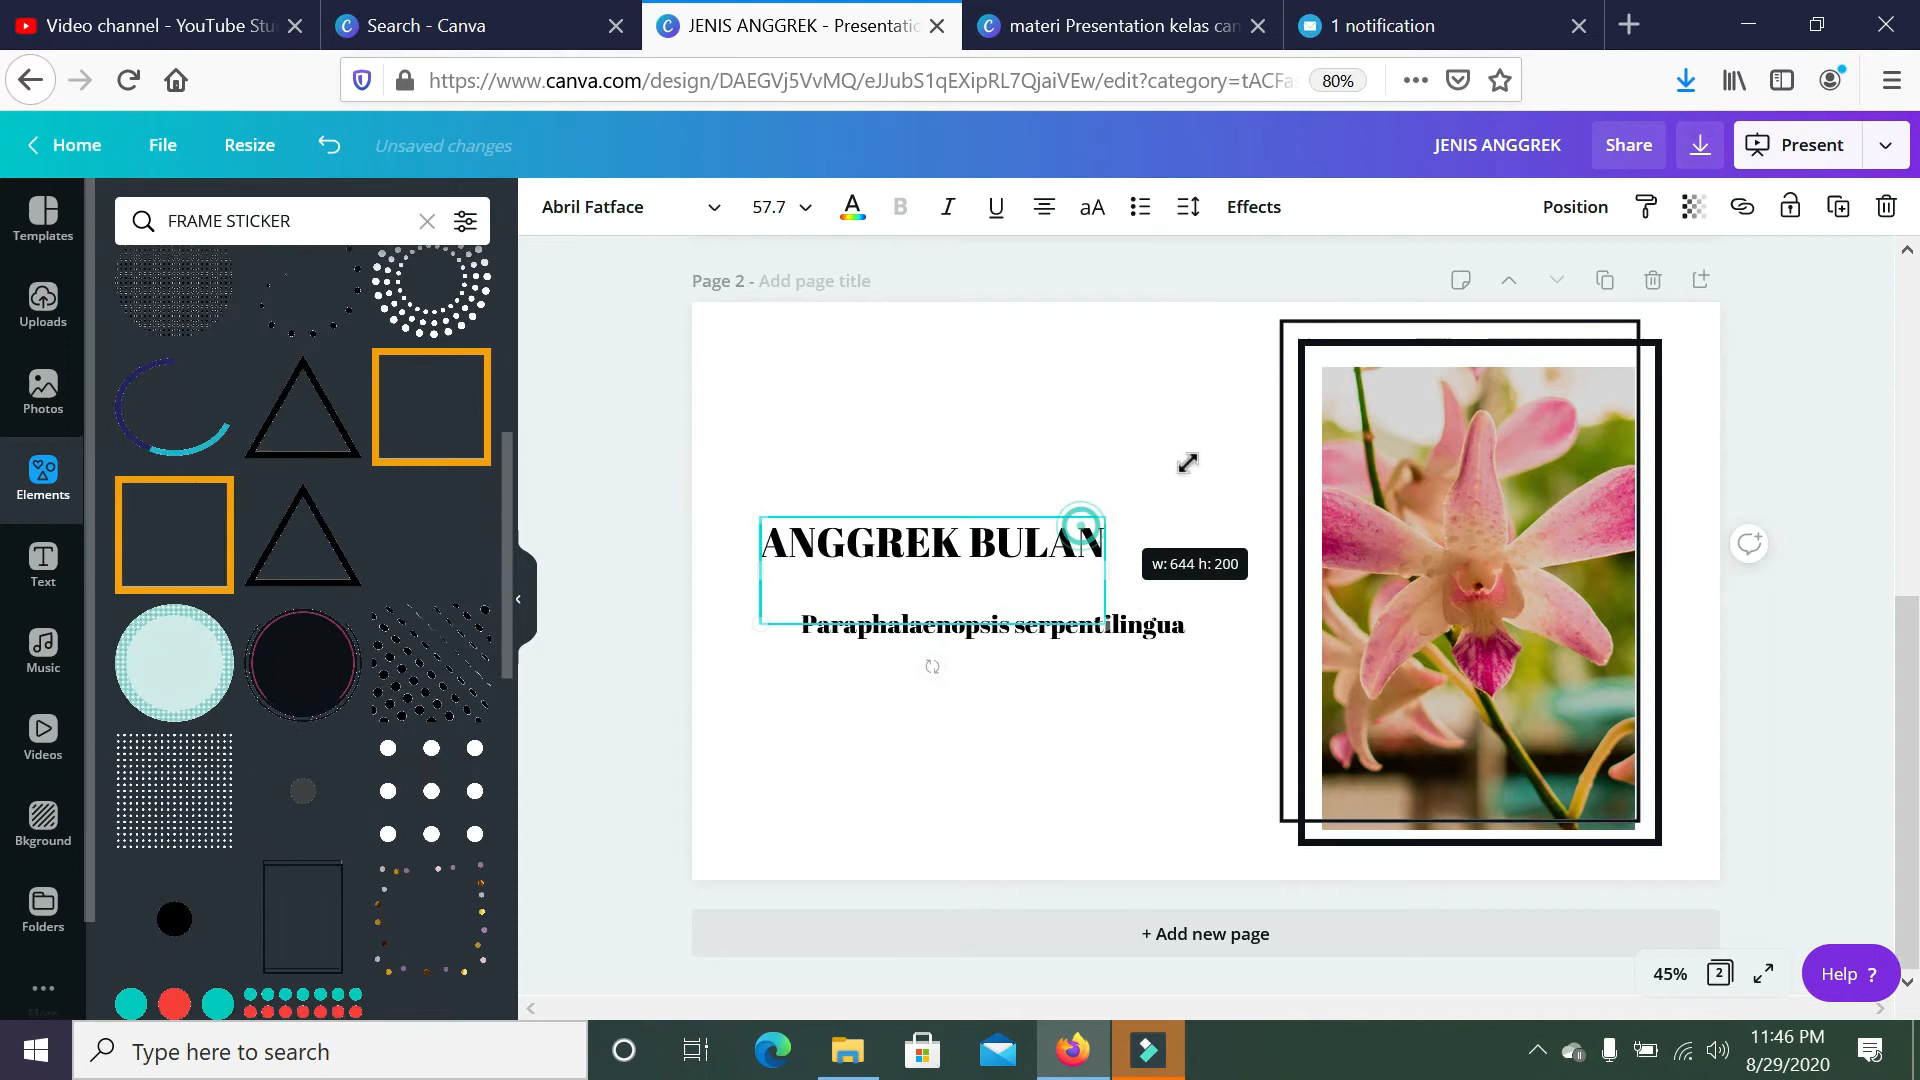 Video channel - YouTube Stu
Search - Canva
JENIS ANGGREK - Presentatio
materi Presentation kelas can
1 notification
https://www.canva.com/design/DAEGVj5VvMQ/eJJubS1qEXipRL7QjaiVEw/edit?category=tACFa
80%
Home
File
Resize
Unsaved changes
JENIS ANGGREK
Share
Present
Templates
Uploads
Photos
Elements
Text
Music
Videos
Bkground
Folders
More
FRAME STICKER
Abril Fatface
57.7
A
B
I
U
aA
Effects
Position
Page 2 - Add page title
ANGGREK BULAN
w: 644 h: 200
Paraphalaenopsis serpentilingua
+ Add new page
45%
2
Help ?
Type here to search
11:46 PM
8/29/2020